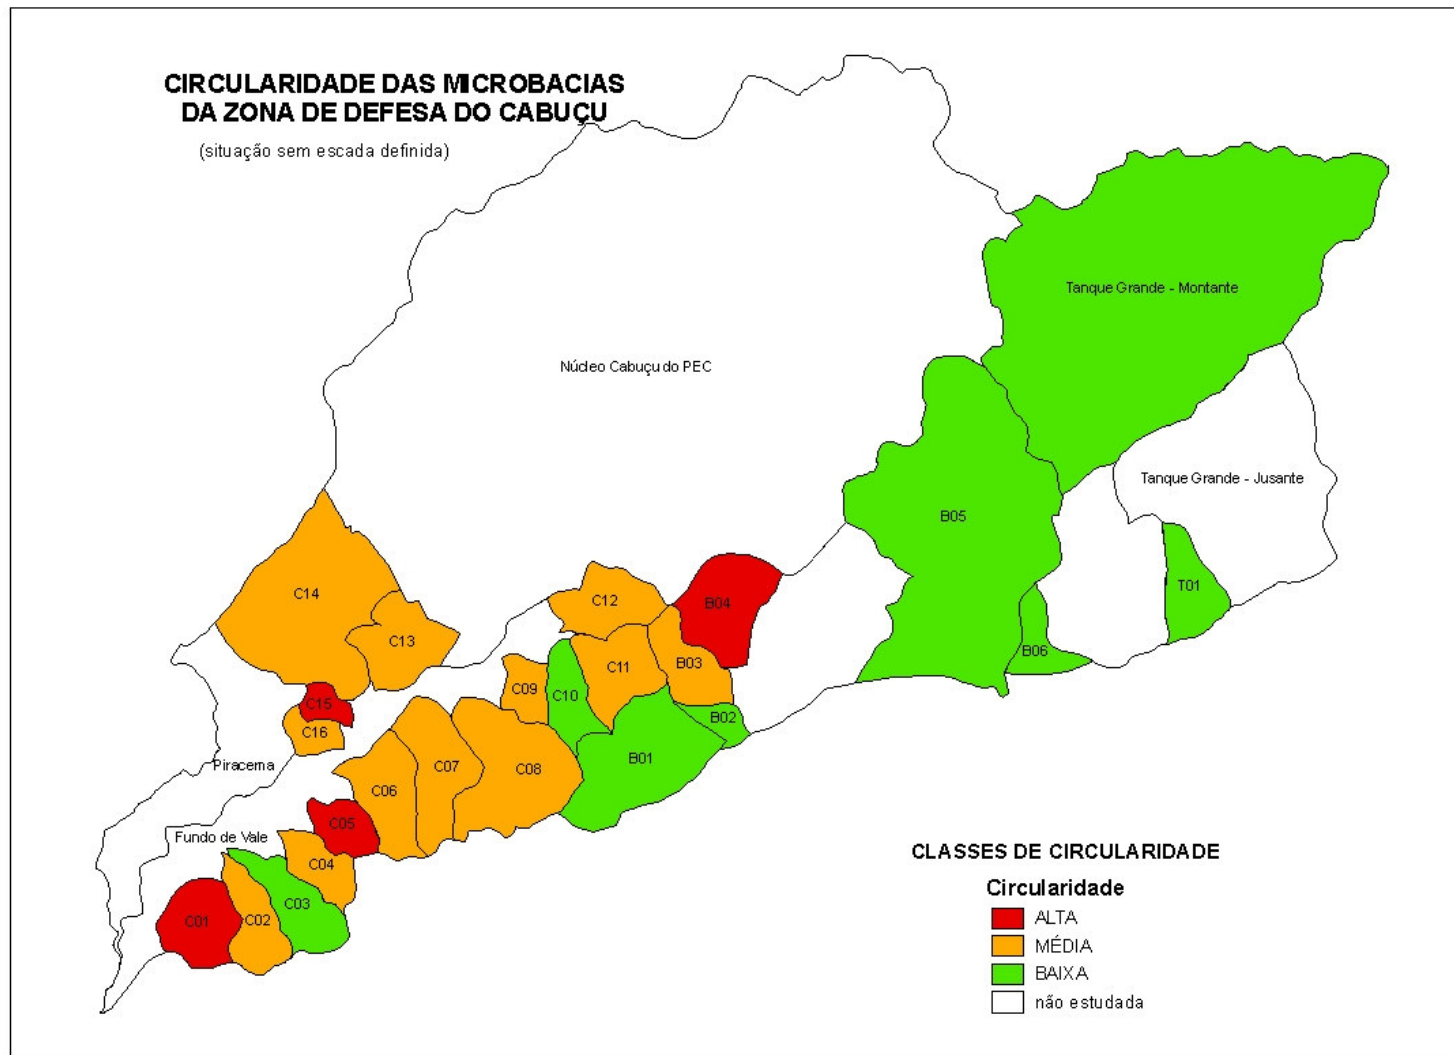 CIRCULARIDADE DAS MICROBACIAS
DA ZONA DE DEFESA DO CABUÇU
(situação sem escada definida)
Tanque Grande - Montante
Núcleo Cabuçu do PEC
Tanque Grande - Jusante
B05
T01
C14
C12
B04
C13
C11
B03
B06
C09
C10
C15
C16
B02
B01
Piracema
C06
C07
C08
C05
Fundo de Vale
C04
C03
C01
C02
CLASSES DE CIRCULARIDADE
Circularidade
ALTA
MÉDIA
BAIXA
não estudada